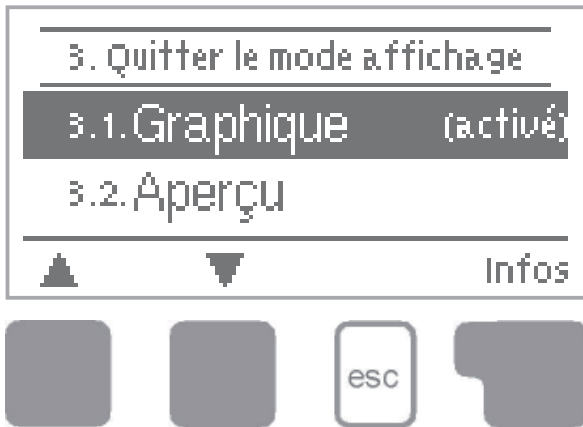 3. Quitter le mode affichage
3.1. Graphique (activé)
3.2. Aperçu
Infos
esc